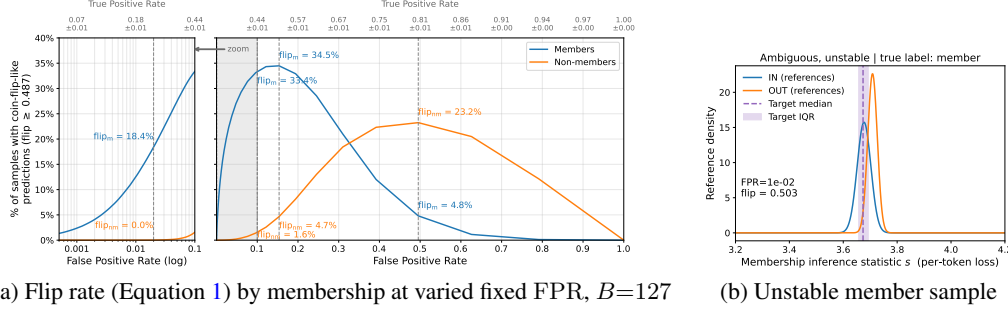 True Positive Rate
True Positive Rate
0.07 ±0.01
0.18 ±0.01
0.44 ±0.01
0.44 ±0.01
0.57 ±0.01
0.67 ±0.01
0.75 ±0.01
0.81 ±0.00
0.86 ±0.00
0.91 ±0.00
0.94 ±0.00
0.97 ±0.00
1.00 ±0.00
% of samples with coin-flip-like
predictions (flip ≥ 0.487)
40%
35%
30%
25%
20%
15%
10%
5%
0%
zoom
flipm = 18.4%
flipnm = 0.0%
0.001
0.01
0.1
False Positive Rate (log)
flipm = 34.5%
flipm = 33.4%
flipnm = 23.2%
flipm = 4.8%
flipnm = 4.7%
flipnm = 1.6%
Members
Non-members
0.1
0.2
0.3
0.4
0.5
0.6
0.7
0.8
0.9
1.0
False Positive Rate
Ambiguous, unstable | true label: member
IN (references)
OUT (references)
Target median
Target IQR
FPR=1e-02
flip = 0.503
Reference density
20
15
10
5
0
3.2
3.4
3.6
3.8
4.0
4.2
Membership inference statistic s (per-token loss)
a) Flip rate (Equation 1) by membership at varied fixed FPR, B=127
(b) Unstable member sample